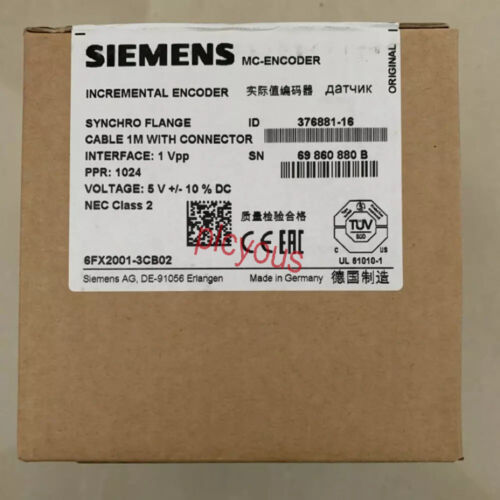 SIEMENS MC-ENCODER
ORIGINAL
INCREMENTAL ENCODER 实际值编码器 датчик
SYNCHRO FLANGE ID 376881-16
CABLE 1M WITH CONNECTOR
INTERFACE: 1 Vpp SN 69 860 880 B
PPR: 1024
VOLTAGE: 5 V +/- 10 % DC
NEC Class 2 质量检验合格
plcyous
CE EAC
TÜV
SÜD
C US
6FX2001-3CB02 UL 61010-1
Siemens AG, DE-91056 Erlangen Made in Germany 德国制造